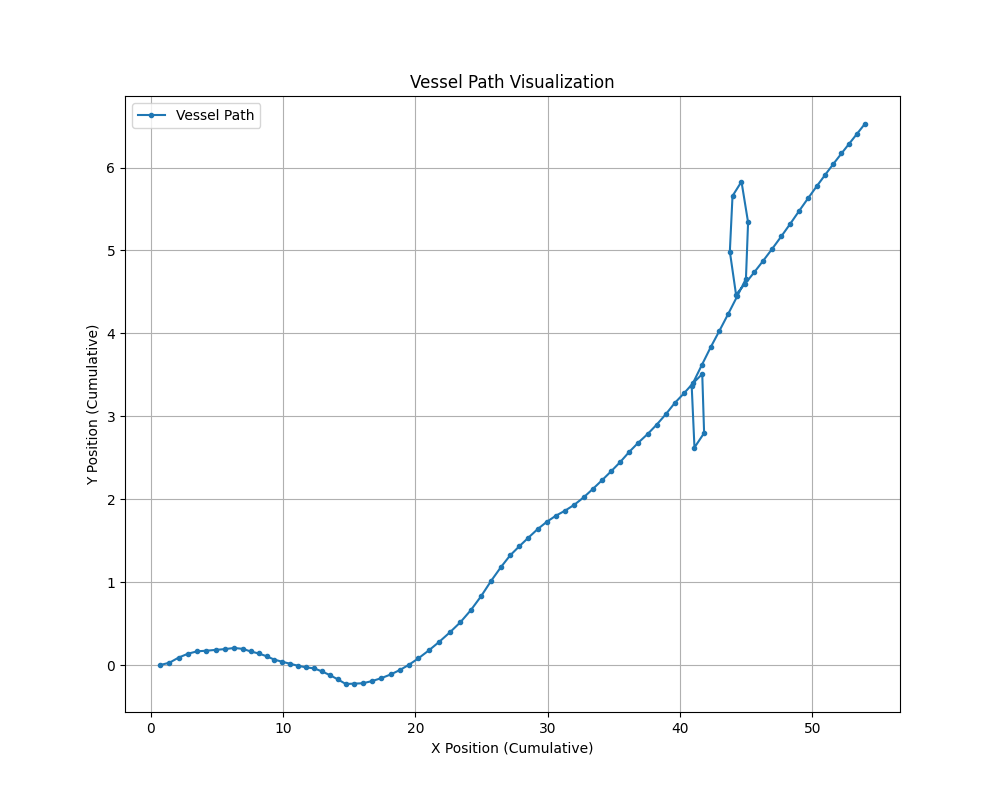 Vessel Path Visualization
Vessel Path
6
5
4
3
2
1
0
Y Position (Cumulative)
0 10 20 30 40 50
X Position (Cumulative)